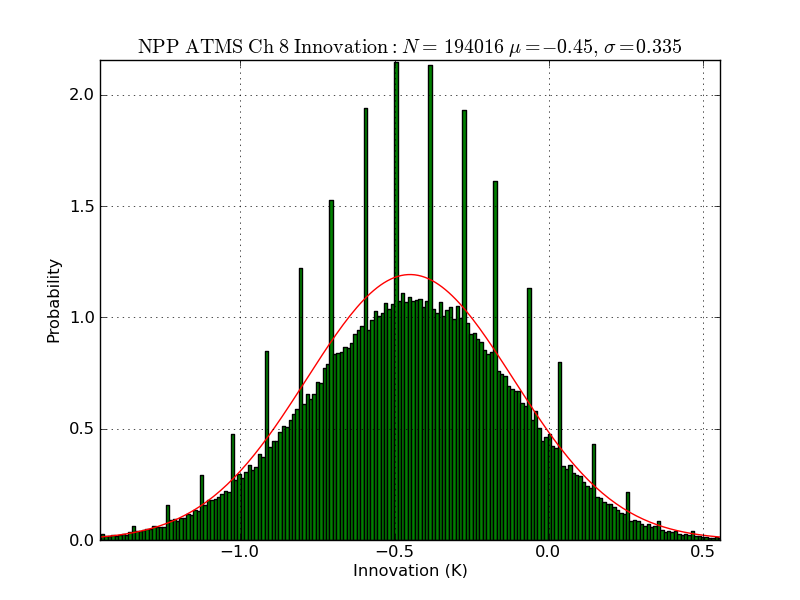 NPP ATMS Ch 8 Innovation : N = 194016 μ =−0.45, σ =0.335
2.0
1.5
1.0
0.5
0.0
−1.0 −0.5 0.0 0.5
Probability
Innovation (K)